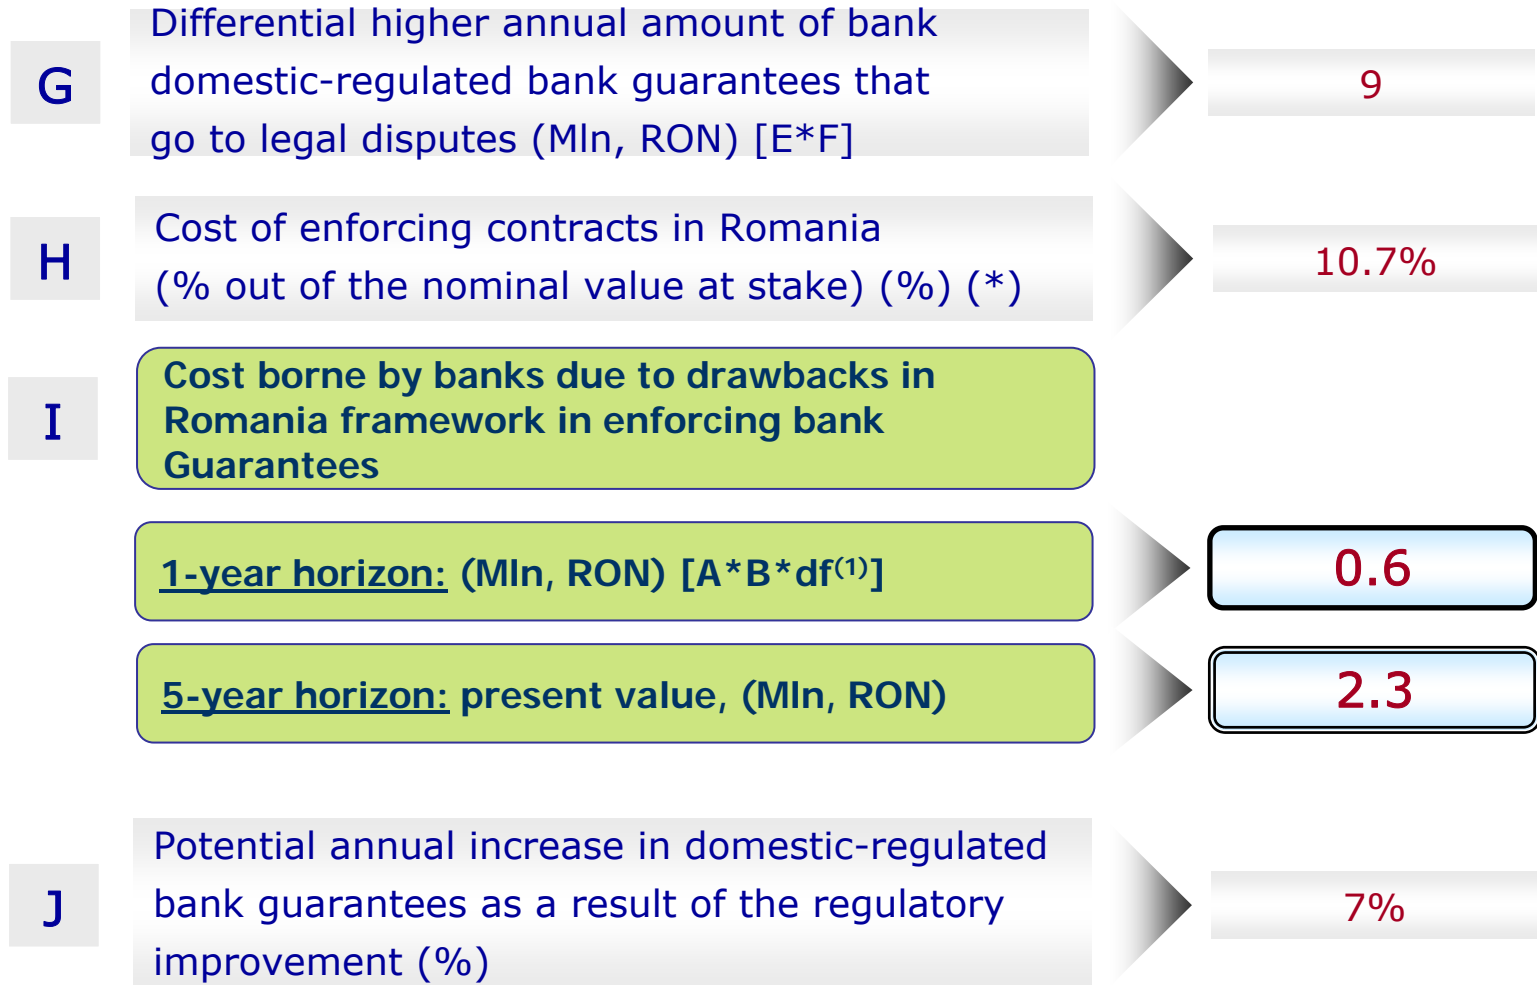 G
Differential higher annual amount of bank
domestic-regulated bank guarantees that
go to legal disputes (Mln, RON) [E*F]
9
H
Cost of enforcing contracts in Romania
(% out of the nominal value at stake) (%) (*)
10.7%
I
Cost borne by banks due to drawbacks in
Romania framework in enforcing bank
Guarantees
1-year horizon: (Mln, RON) [A*B*df(1)]
0.6
5-year horizon: present value, (Mln, RON)
2.3
J
Potential annual increase in domestic-regulated
bank guarantees as a result of the regulatory
improvement (%)
7%